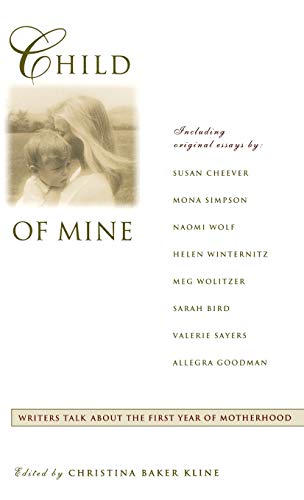 CHILD
OF MINE
Including
original essays by:
SUSAN CHEEVER
MONA SIMPSON
NAOMI WOLF
HELEN WINTERNITZ
MEG WOLITZER
SARAH BIRD
VALERIE SAYERS
ALLEGRA GOODMAN
WRITERS TALK ABOUT THE FIRST YEAR OF MOTHERHOOD
Edited by CHRISTINA BAKER KLINE